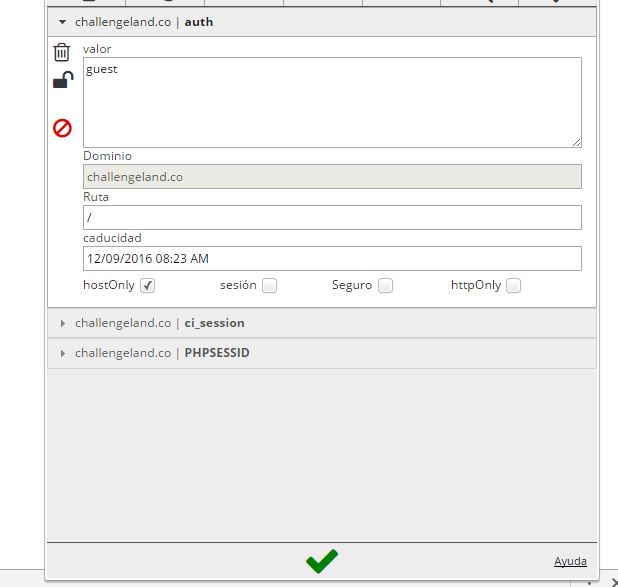 challengeland.co | auth
valor
guest
Dominio
challengeland.co
Ruta
/
caducidad
12/09/2016 08:23 AM
hostOnly sesión Seguro httpOnly
challengeland.co | ci_session
challengeland.co | PHPSESSID
Ayuda